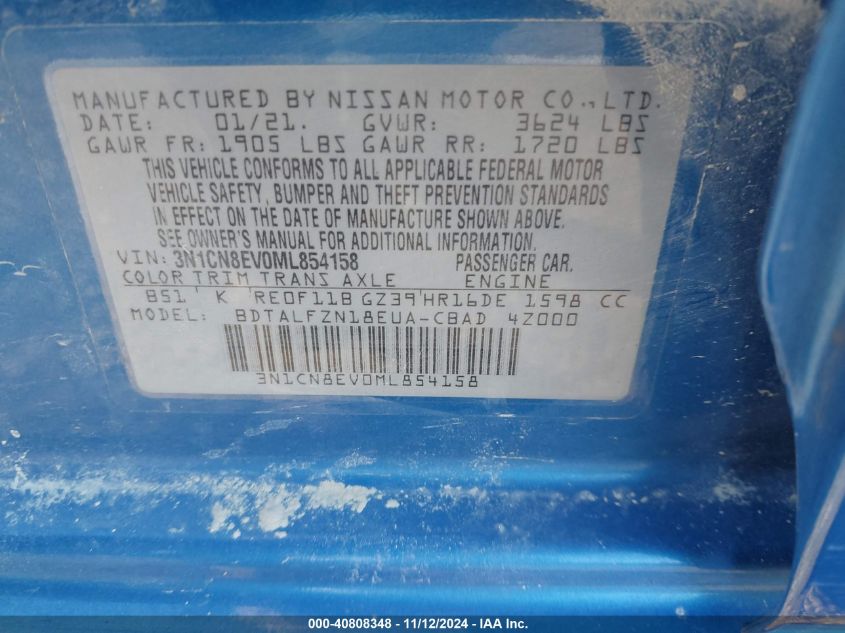 MANUFACTURED BY NISSAN MOTOR CO., LTD.
DATE: 01/21. GVWR: 3624 LBS
GAWR FR: 1905 LBS GAWR RR: 1720 LBS
THIS VEHICLE CONFORMS TO ALL APPLICABLE FEDERAL MOTOR
VEHICLE SAFETY, BUMPER AND THEFT PREVENTION STANDARDS
IN EFFECT ON THE DATE OF MANUFACTURE SHOWN ABOVE.
SEE OWNER'S MANUAL FOR ADDITIONAL INFORMATION.
VIN: 3N1CN8EV0ML854158 PASSENGER CAR.
COLOR TRIM TRANS AXLE ENGINE
B51 K RE0F11B GZ39 HR16DE 1598 CC
MODEL: BDTALFZN18EUA-CBAD 4Z000
3N1CN8EV0ML854158
000-40808348 - 11/12/2024 - IAA Inc.